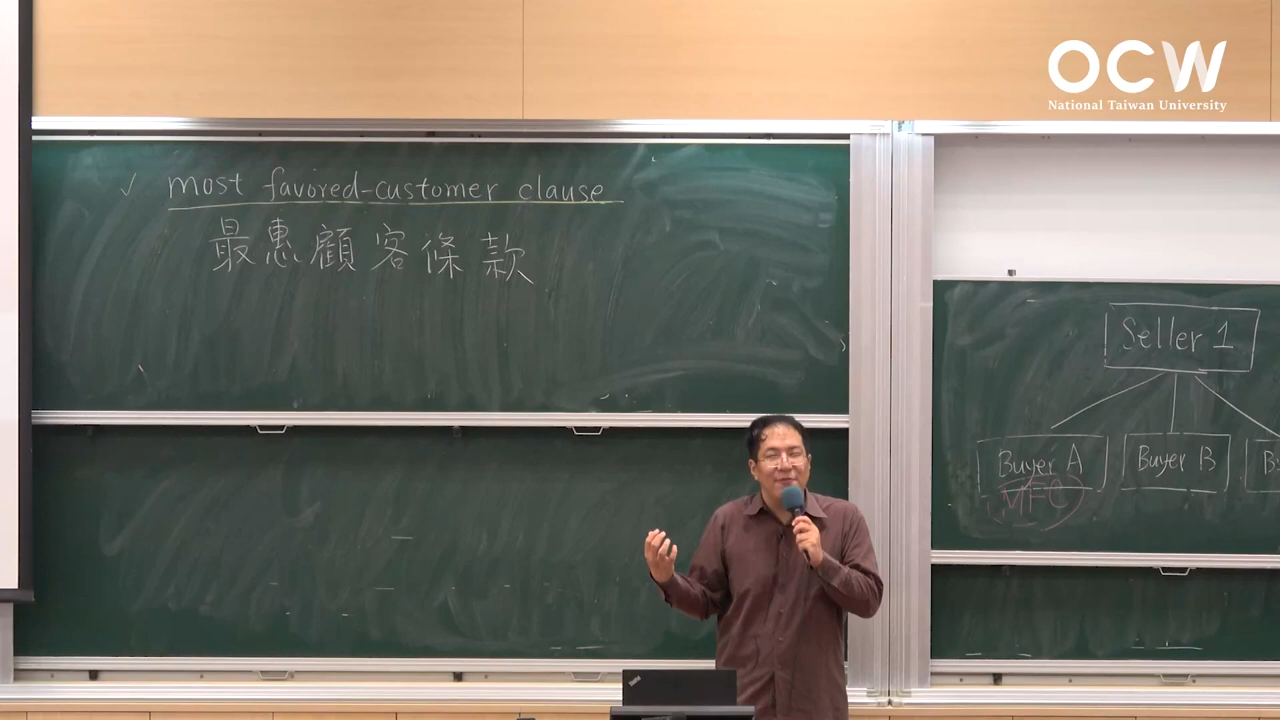 OCW
National Taiwan University
✓ most favored-customer clause
最惠顧客條款
Seller 1
Buyer A
Buyer B
MFC